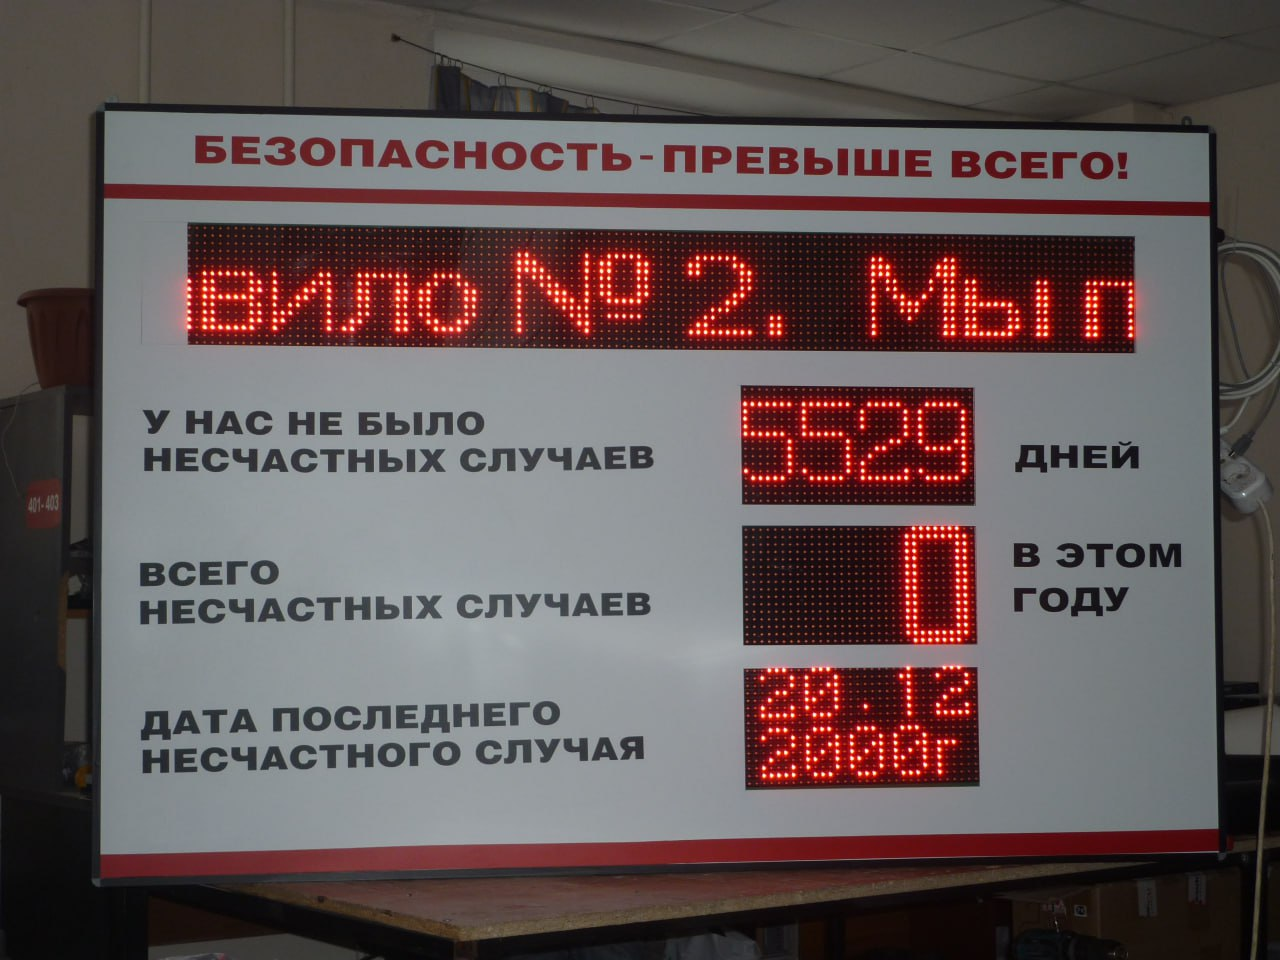 БЕЗОПАСНОСТЬ - ПРЕВЫШЕ ВСЕГО!
вило № 2. Мы п
У НАС НЕ БЫЛО
НЕСЧАСТНЫХ СЛУЧАЕВ
5529
ДНЕЙ
ВСЕГО
НЕСЧАСТНЫХ СЛУЧАЕВ
0
В ЭТОМ
ГОДУ
ДАТА ПОСЛЕДНЕГО
НЕСЧАСТНОГО СЛУЧАЯ
20.12
2000г
401-403